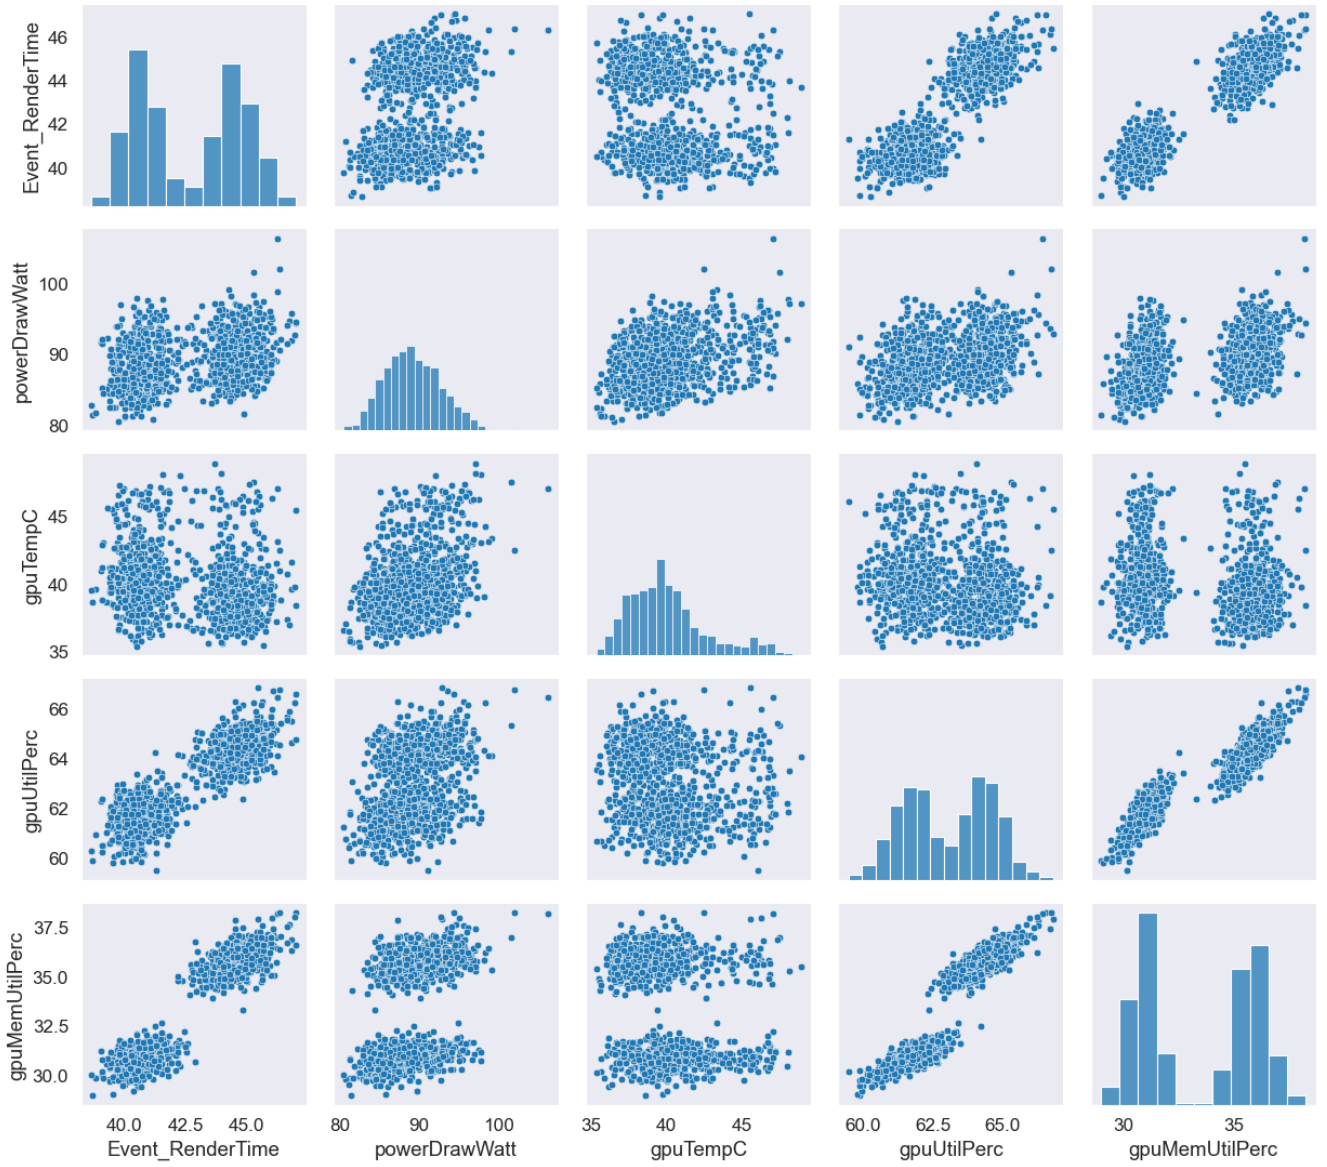 Event_RenderTime
46
44
42
40
powerDrawWatt
100
90
80
gpuTempC
45
40
35
gpuUtilPerc
66
64
62
60
gpuMemUtilPerc
37.5
35.0
32.5
30.0
40.0 42.5 45.0
80 90 100
35 40 45
60.0 62.5 65.0
30 35
Event_RenderTime
powerDrawWatt
gpuTempC
gpuUtilPerc
gpuMemUtilPerc